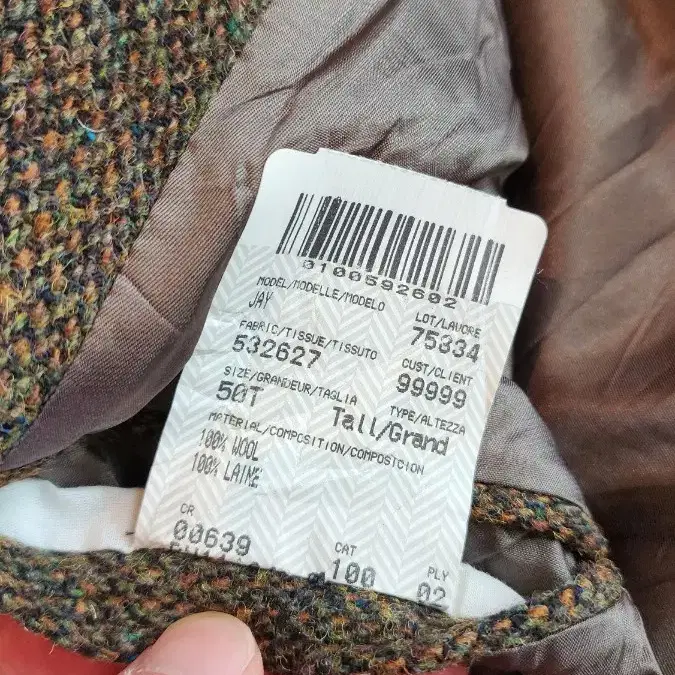 0100592602
MODEL/MODELLE/MODELO
JAY
LOT/LAVORE
75334
FABRIC/TISSUE/TISSUTO
532627
CUST/CLIENT
99999
SIZE/GRANDEUR/TAGLIA
50T
TYPE/ALTEZZA
Tall/Grand
MATERIAL/COMPOSITION/COMPOSICION
100% WOOL
100% LAINE
CR
00639
CAT
100
PLY
02